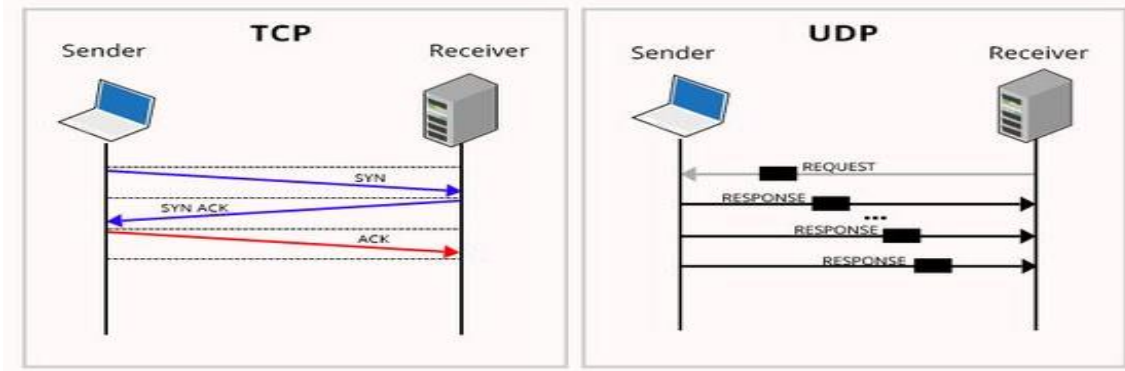 TCP
Sender
Receiver
SYN
SYN ACK
ACK
UDP
Sender
Receiver
REQUEST
RESPONSE
...
RESPONSE
RESPONSE